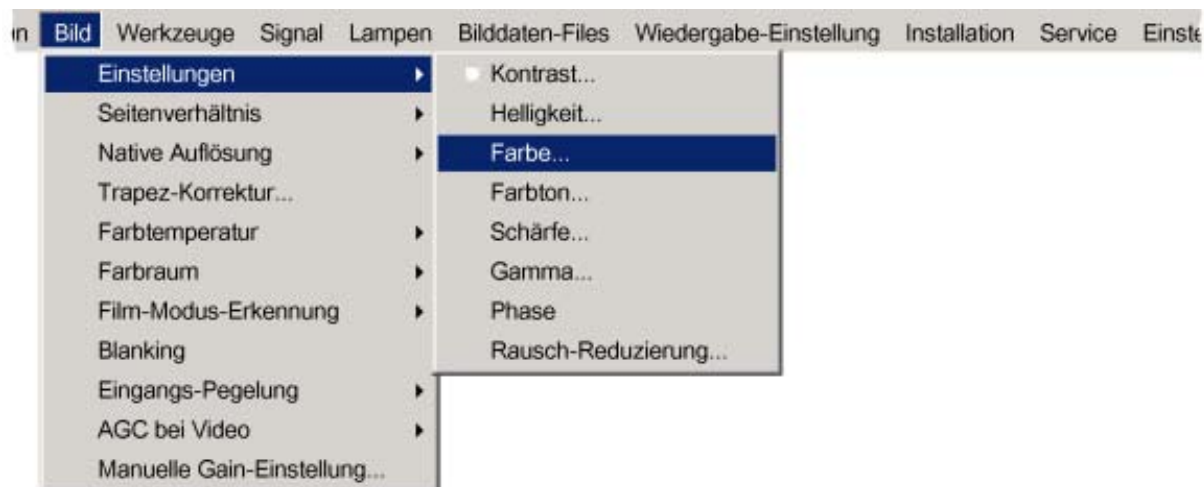 Bild Werkzeuge Signal Lampen Bilddaten-Files Wiedergabe-Einstellung Installation Service
Einstellungen
Seitenverhältnis
Native Auflösung
Trapez-Korrektur...
Farbtemperatur
Farbraum
Film-Modus-Erkennung
Blanking
Eingangs-Pegelung
AGC bei Video
Manuelle Gain-Einstellung...
Kontrast...
Helligkeit...
Farbe...
Farbton...
Schärfe...
Gamma...
Phase
Rausch-Reduzierung...